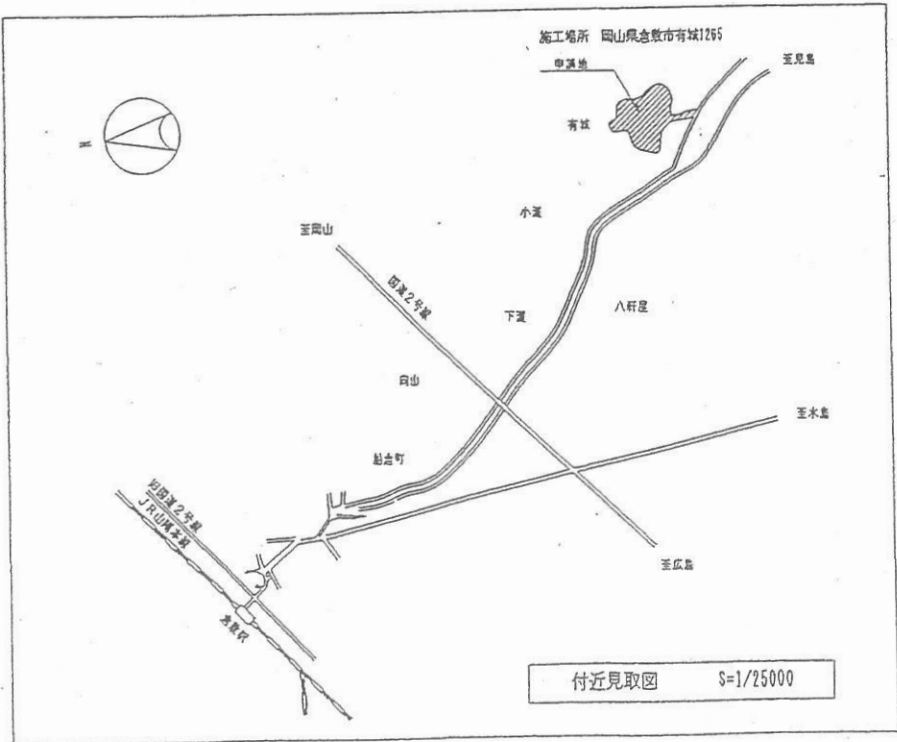 施工場所 岡山県倉敷市有城1265
申請地
至児島
有城
N
小溝
至岡山
国道2号線
下溝
八軒屋
向山
至水島
船倉町
旧国道2号線
JR山陽本線
至広島
倉敷駅
付近見取図 S=1/25000